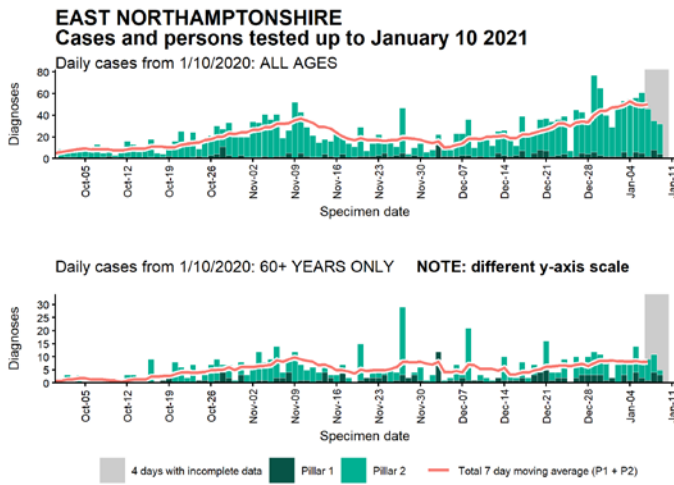 EAST NORTHAMPTONSHIRE
Cases and persons tested up to January 10 2021
Daily cases from 1/10/2020: ALL AGES
80
60
40
20
0
Diagnoses
Oct-05 Oct-12 Oct-19 Oct-26 Nov-02 Nov-09 Nov-16 Nov-23 Nov-30 Dec-07 Dec-14 Dec-21 Dec-28 Jan-04 Jan-11
Specimen date
Daily cases from 1/10/2020: 60+ YEARS ONLY NOTE: different y-axis scale
30
25
20
15
10
5
0
Diagnoses
Oct-05 Oct-12 Oct-19 Oct-26 Nov-02 Nov-09 Nov-16 Nov-23 Nov-30 Dec-07 Dec-14 Dec-21 Dec-28 Jan-04 Jan-11
Specimen date
4 days with incomplete data Pillar 1 Pillar 2 Total 7 day moving average (P1 + P2)